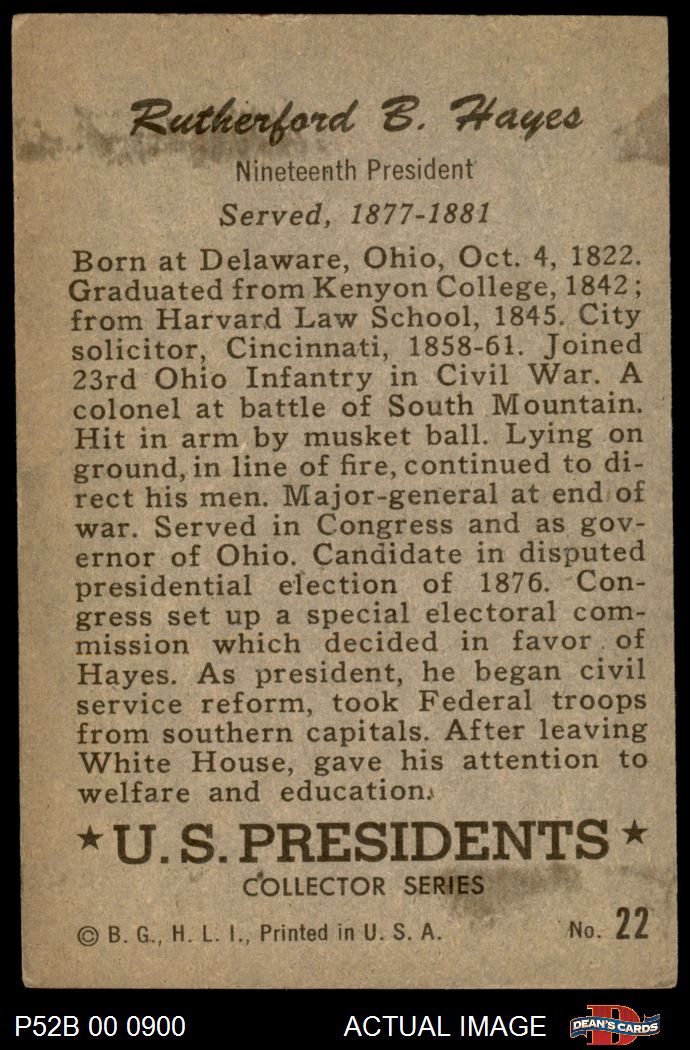 Rutherford B. Hayes
Nineteenth President
Served, 1877-1881
Born at Delaware, Ohio, Oct. 4, 1822.
Graduated from Kenyon College, 1842;
from Harvard Law School, 1845. City
solicitor, Cincinnati, 1858-61. Joined
23rd Ohio Infantry in Civil War. A
colonel at battle of South Mountain.
Hit in arm by musket ball. Lying on
ground, in line of fire, continued to di-
rect his men. Major-general at end of
war. Served in Congress and as gov-
ernor of Ohio. Candidate in disputed
presidential election of 1876. Con-
gress set up a special electoral com-
mission which decided in favor of
Hayes. As president, he began civil
service reform, took Federal troops
from southern capitals. After leaving
White House, gave his attention to
welfare and education.
★ U.S. PRESIDENTS ★
COLLECTOR SERIES
© B. G., H. L. I., Printed in U. S. A. No. 22
P52B 00 0900 ACTUAL IMAGE D DEAN'S CARDS